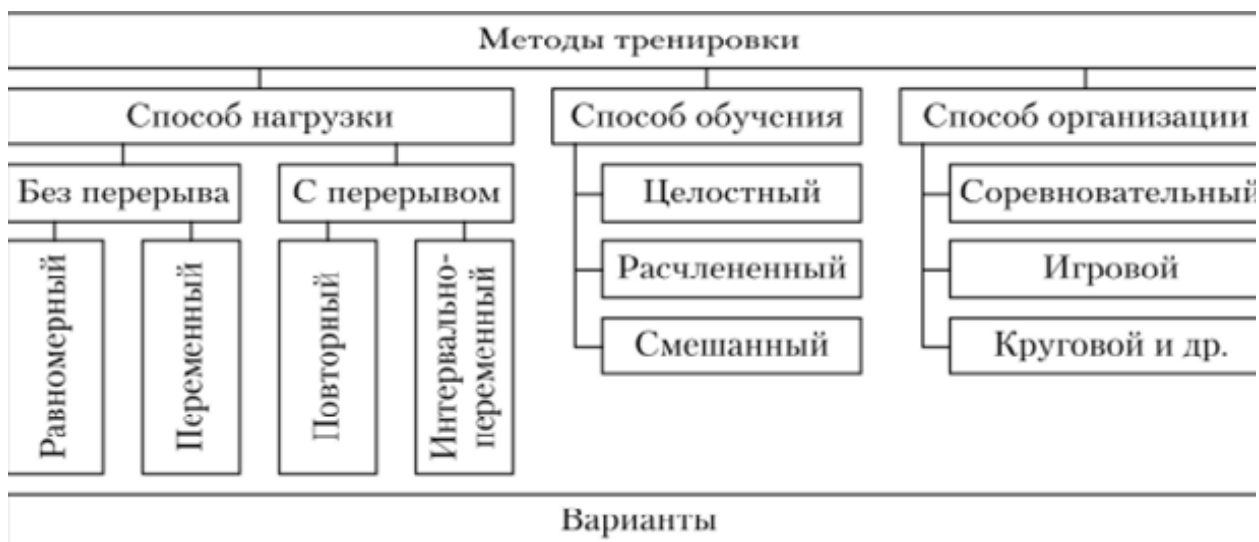 Методы тренировки
Способ нагрузки
Способ обучения
Способ организации
Без перерыва
С перерывом
Целостный
Соревновательный
Расчлененный
Игровой
Смешанный
Круговой и др.
Равномерный
Переменный
Повторный
Интервально-
переменный
Варианты